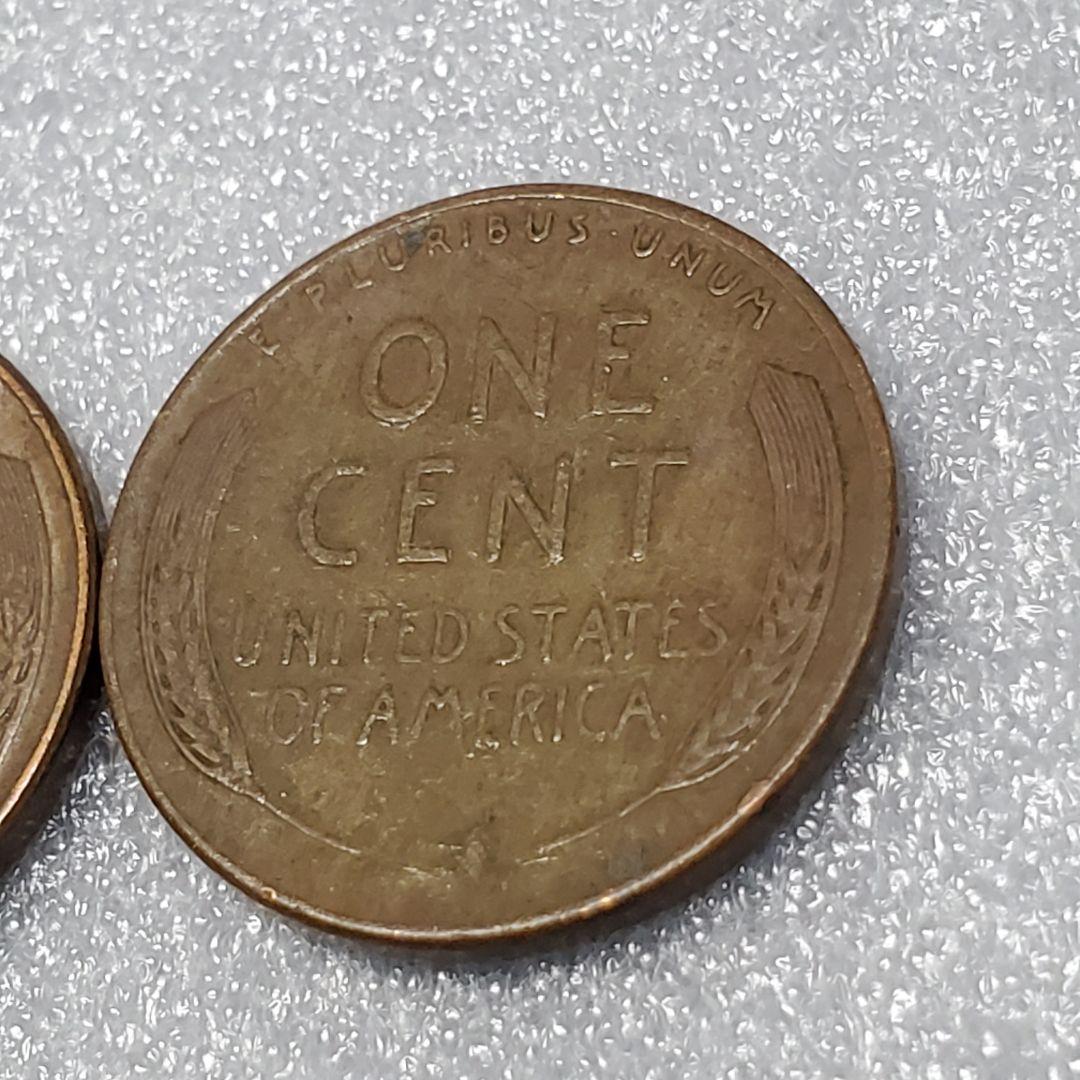 E PLURIBUS · UNUM
ONE
CENT
UNITED STATES
OF AMERICA